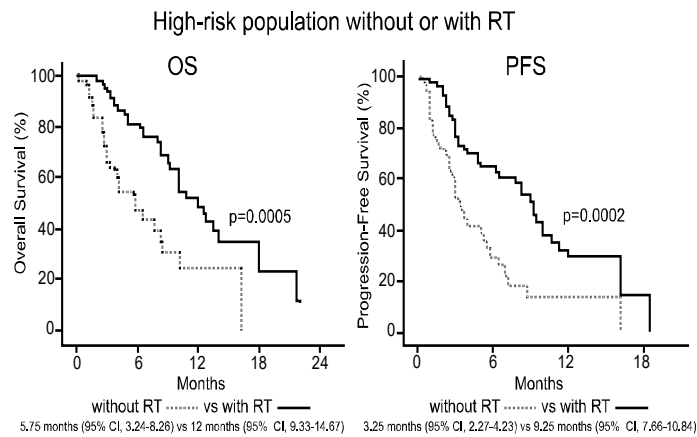 High-risk population without or with RT
OS
Overall Survival (%)
100
80
60
40
20
0
p=0.0005
0 6 12 18 24
Months
without RT vs with RT
5.75 months (95% CI, 3.24-8.26) vs 12 months (95% CI, 9.33-14.67)
PFS
Progression-Free Survival (%)
100
80
60
40
20
0
p=0.0002
0 6 12 18
Months
without RT vs with RT
3.25 months (95% CI, 2.27-4.23) vs 9.25 months (95% CI, 7.66-10.84)